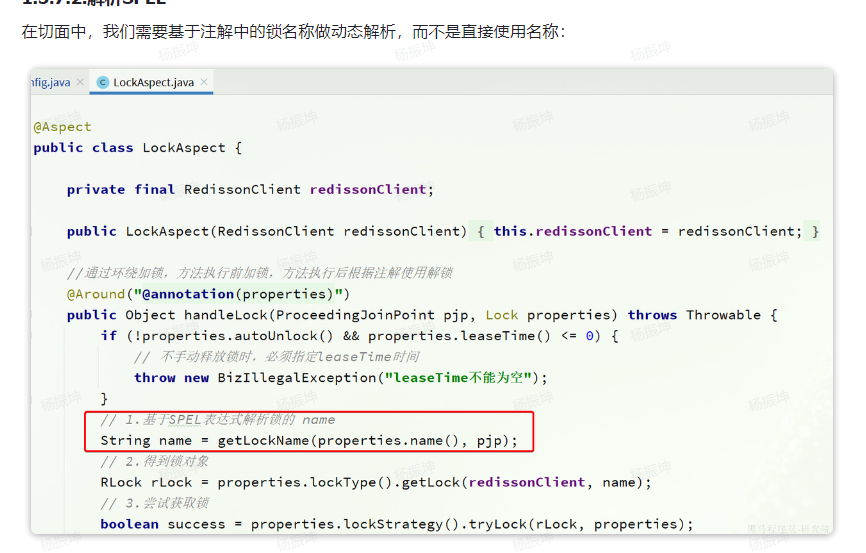 1.3.7.2.解析SPEL
在切面中，我们需要基于注解中的锁名称做动态解析，而不是直接使用名称：
nfig.java × LockAspect.java ×
@Aspect
public class LockAspect {
private final RedissonClient redissonClient;
public LockAspect(RedissonClient redissonClient) { this.redissonClient = redissonClient; }
//通过环绕加锁，方法执行前加锁，方法执行后根据注解使用解锁
@Around("@annotation(properties)")
public Object handleLock(ProceedingJoinPoint pjp, Lock properties) throws Throwable {
if (!properties.autoUnlock() && properties.leaseTime() <= 0) {
// 不手动释放锁时，必须指定leaseTime时间
throw new BizIllegalException("leaseTime不能为空");
}
// 1.基于SPEL表达式解析锁的 name
String name = getLockName(properties.name(), pjp);
// 2.得到锁对象
RLock rLock = properties.lockType().getLock(redissonClient, name);
// 3.尝试获取锁
boolean success = properties.lockStrategy().tryLock(rLock, properties);
黑马程序员-研究院
杨振坤